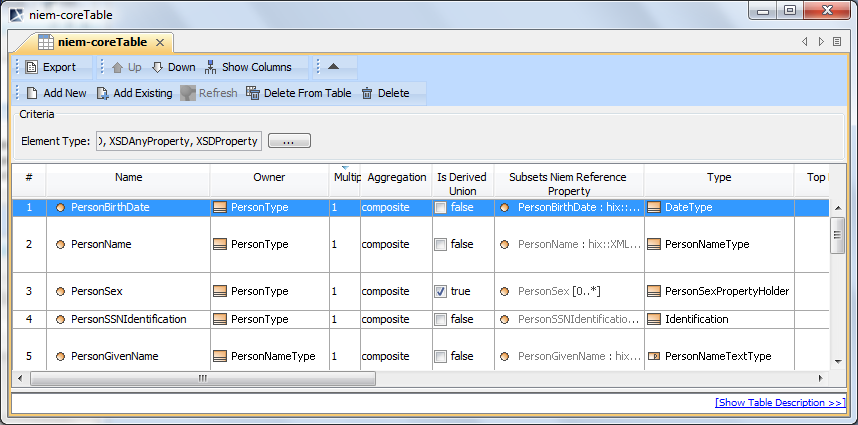 niem-coreTable
niem-coreTable
Export Up Down Show Columns
Add New Add Existing Refresh Delete From Table Delete
Criteria
Element Type: XSDAnyProperty, XSDProperty ...
# Name Owner Multip Aggregation Is Derived Union Subsets Niem Reference Property Type Top
1 PersonBirthDate PersonType 1 composite false PersonBirthDate : hix::... DateType
2 PersonName PersonType 1 composite false PersonName : hix::XML... PersonNameType
3 PersonSex PersonType 1 composite true PersonSex [0..*] PersonSexPropertyHolder
4 PersonSSNIdentification PersonType 1 composite false PersonSSNIdentificatio... Identification
5 PersonGivenName PersonNameType 1 composite false PersonGivenName : hix... PersonNameTextType
[Show Table Description >>]